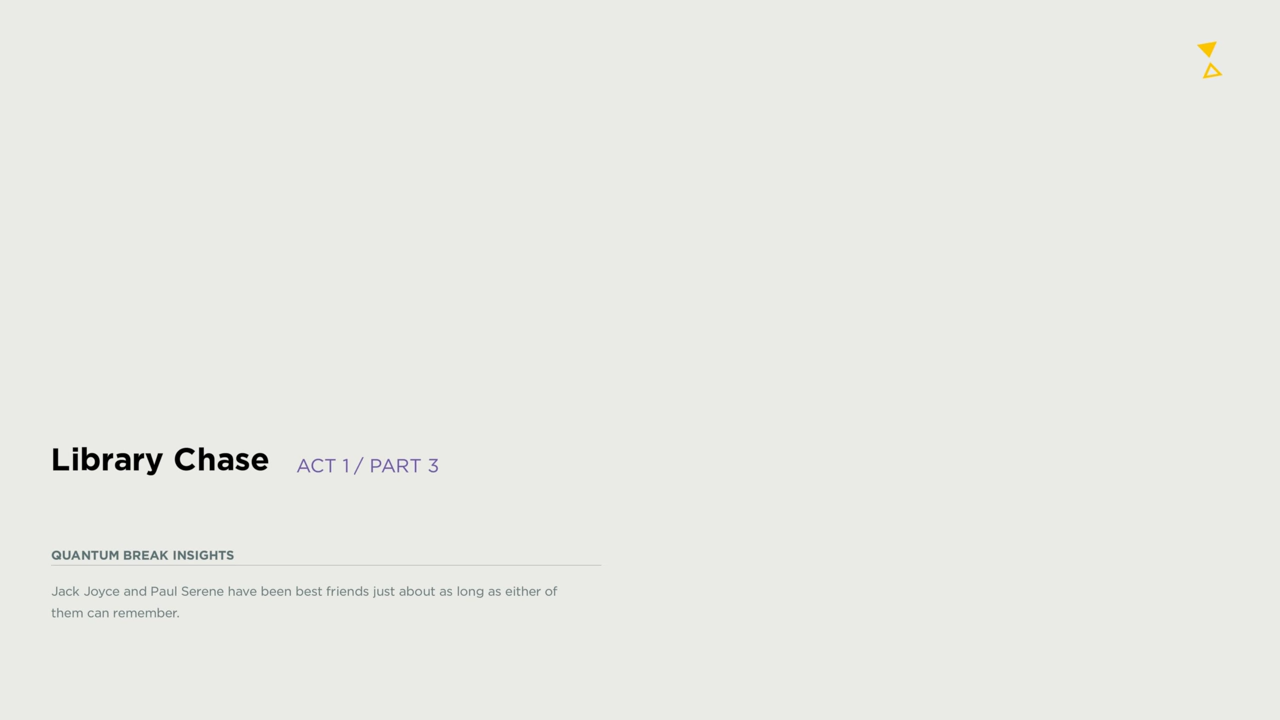 Library Chase ACT 1 / PART 3
QUANTUM BREAK INSIGHTS
Jack Joyce and Paul Serene have been best friends just about as long as either of
them can remember.